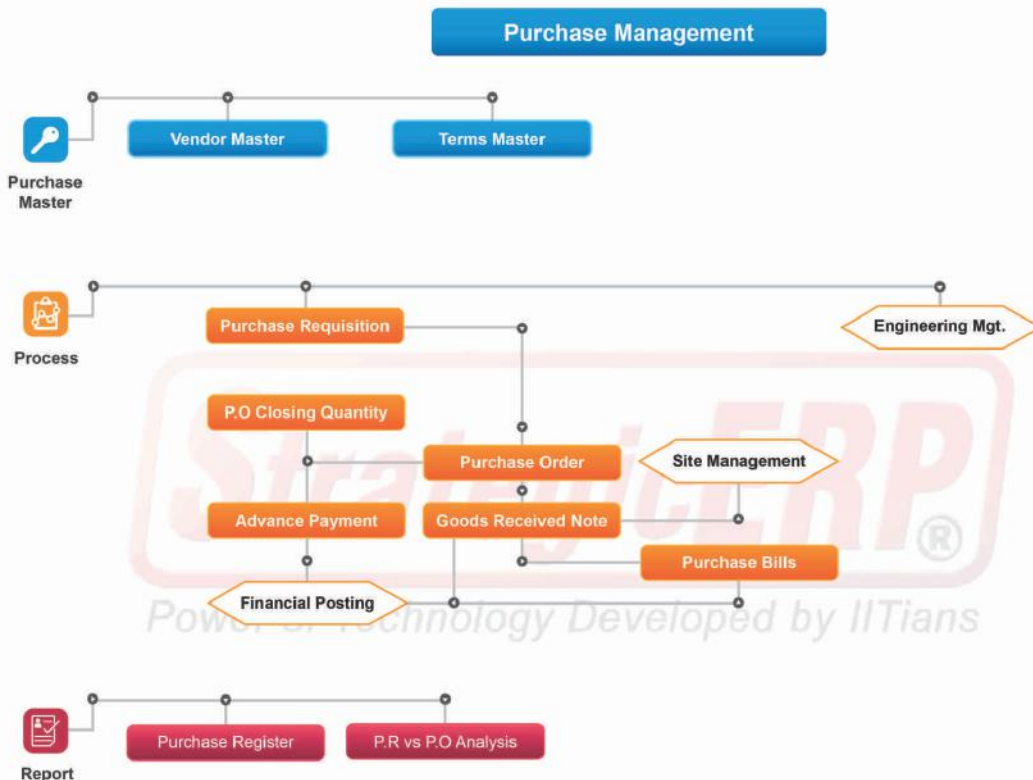 Purchase Management
Vendor Master
Terms Master
Purchase
Master
Purchase Requisition
Engineering Mgt.
Process
P.O Closing Quantity
Purchase Order
Site Management
Advance Payment
Goods Received Note
Purchase Bills
Financial Posting
StrategicERP®
Power of Technology Developed by IITians
Purchase Register
P.R vs P.O Analysis
Report